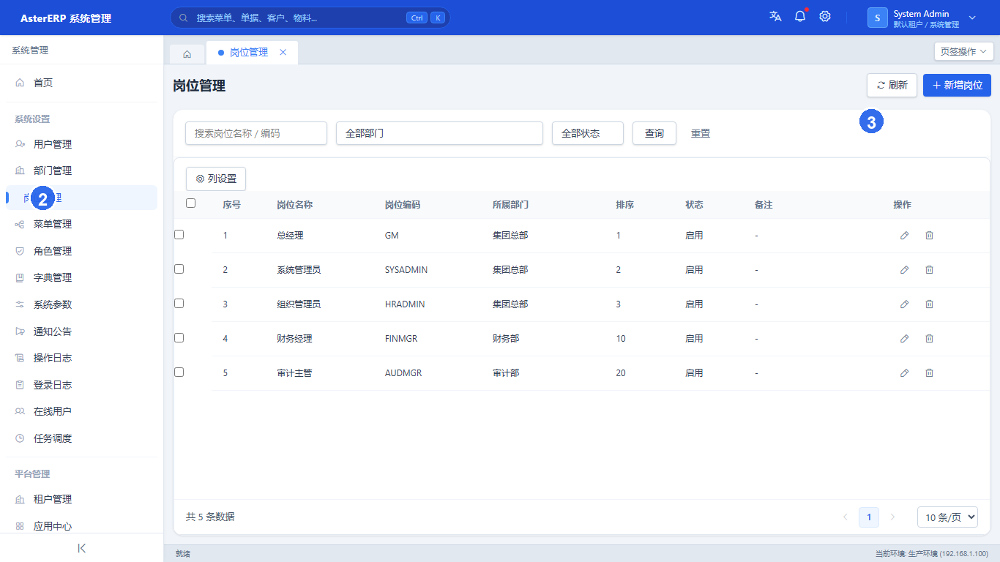 AsterERP 系统管理
搜索菜单、单据、客户、物料...
Ctrl K
S
System Admin
默认租户 / 系统管理
系统管理
首页
系统设置
用户管理
部门管理
2
菜单管理
角色管理
字典管理
系统参数
通知公告
操作日志
登录日志
在线用户
任务调度
平台管理
租户管理
应用中心
岗位管理
页签操作
岗位管理
刷新
新增岗位
3
搜索岗位名称 / 编码
全部部门
全部状态
查询
重置
列设置
序号 岗位名称 岗位编码 所属部门 排序 状态 备注 操作
1 总经理 GM 集团总部 1 启用 -
2 系统管理员 SYSADMIN 集团总部 2 启用 -
3 组织管理员 HRADMIN 集团总部 3 启用 -
4 财务经理 FINMGR 财务部 10 启用 -
5 审计主管 AUDMGR 审计部 20 启用 -
共 5 条数据
1
10 条/页
就绪
当前环境: 生产环境 (192.168.1.100)